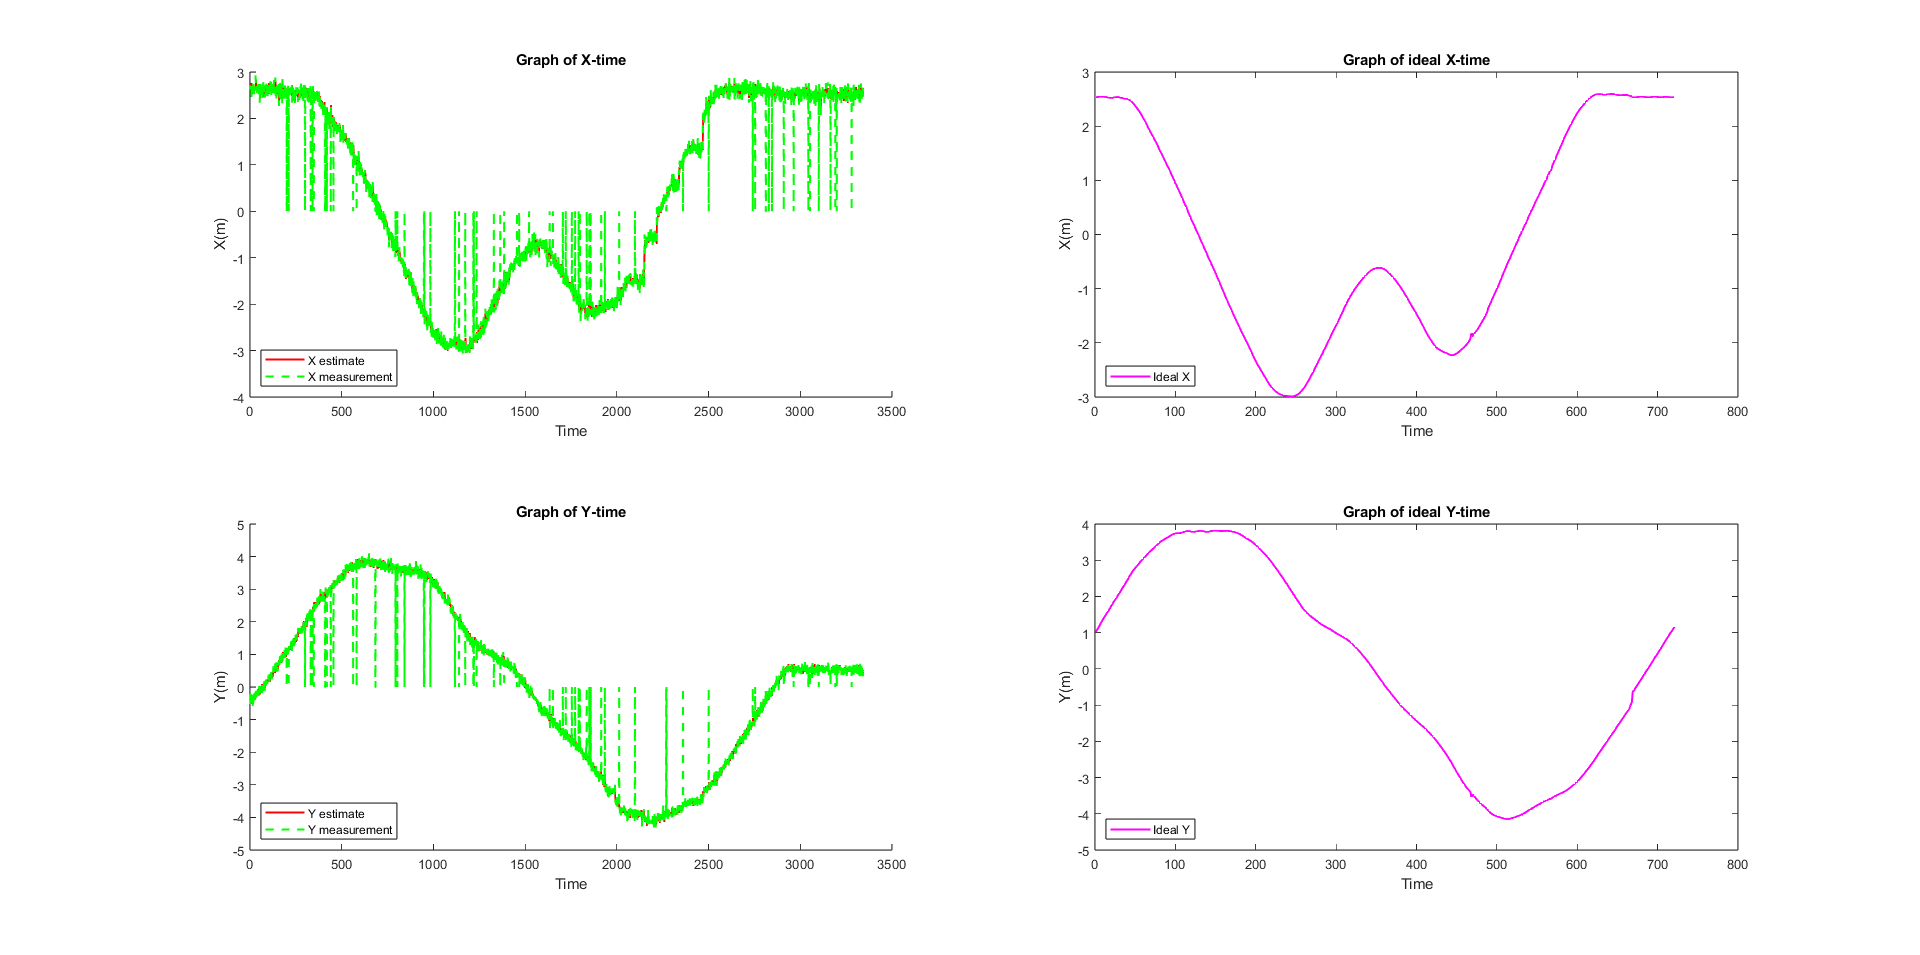 Graph of X-time
3
2
1
0
-1
-2
-3
-4
X(m)
X estimate
X measurement
0 500 1000 1500 2000 2500 3000 3500
Time
Graph of ideal X-time
3
2
1
0
-1
-2
-3
X(m)
Ideal X
0 100 200 300 400 500 600 700 800
Time
Graph of Y-time
5
4
3
2
1
0
-1
-2
-3
-4
-5
Y(m)
Y estimate
Y measurement
0 500 1000 1500 2000 2500 3000 3500
Time
Graph of ideal Y-time
4
3
2
1
0
-1
-2
-3
-4
-5
Y(m)
Ideal Y
0 100 200 300 400 500 600 700 800
Time